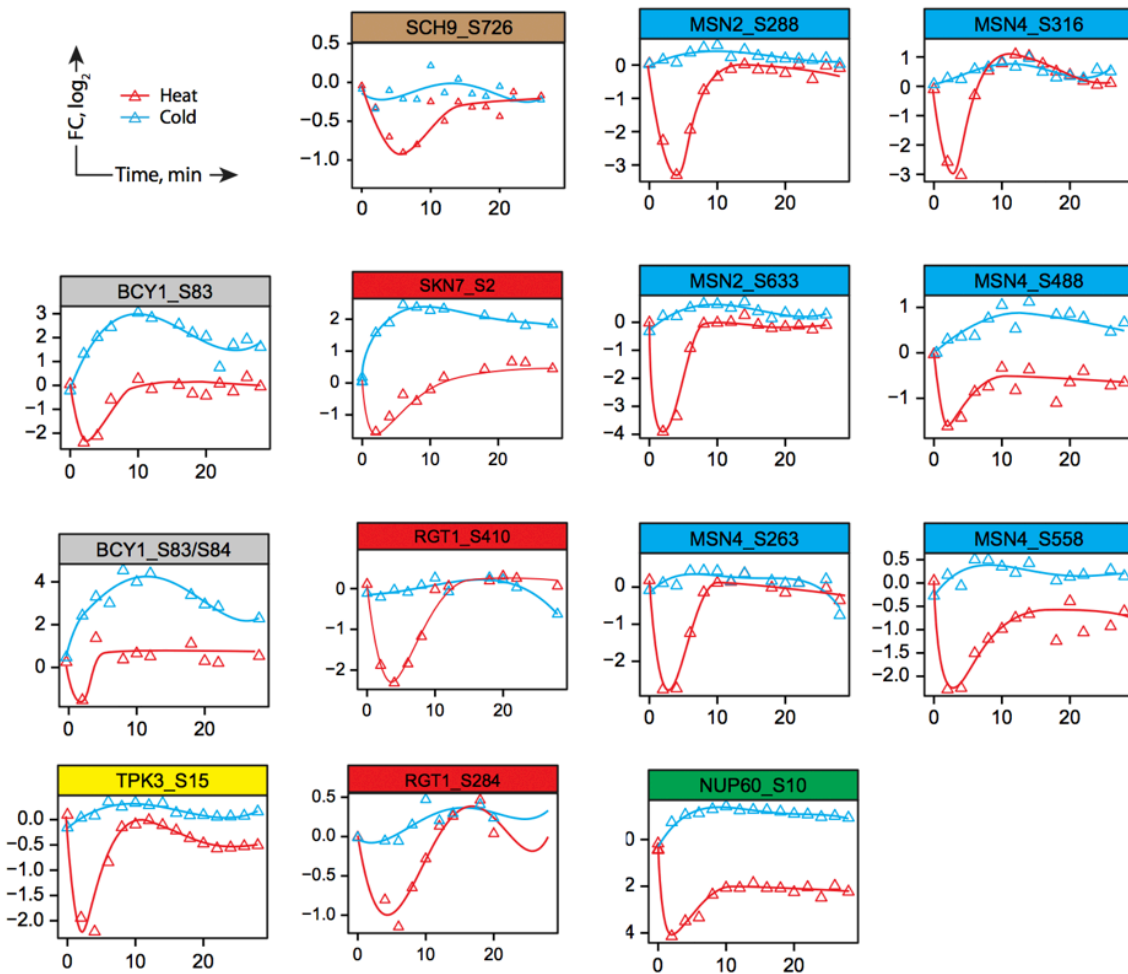 FC, log2
Heat
Cold
Time, min
SCH9_S726
0.5
0.0
−0.5
−1.0
0 10 20
MSN2_S288
0
−1
−2
−3
0 10 20
MSN4_S316
1
0
−1
−2
−3
0 10 20
BCY1_S83
3
2
1
0
−1
−2
0 10 20
SKN7_S2
2
1
0
−1
0 10 20
MSN2_S633
0
−1
−2
−3
−4
0 10 20
MSN4_S488
1
0
−1
0 10 20
BCY1_S83/S84
4
2
0
0 10 20
RGT1_S410
0
−1
−2
0 10 20
MSN4_S263
0
−2
0 10 20
MSN4_S558
0.5
0.0
−0.5
−1.0
−1.5
−2.0
0 10 20
TPK3_S15
0.0
−0.5
−1.0
−1.5
−2.0
0 10 20
RGT1_S284
0.5
0.0
−0.5
−1.0
0 10 20
NUP60_S10
0
2
4
0 10 20